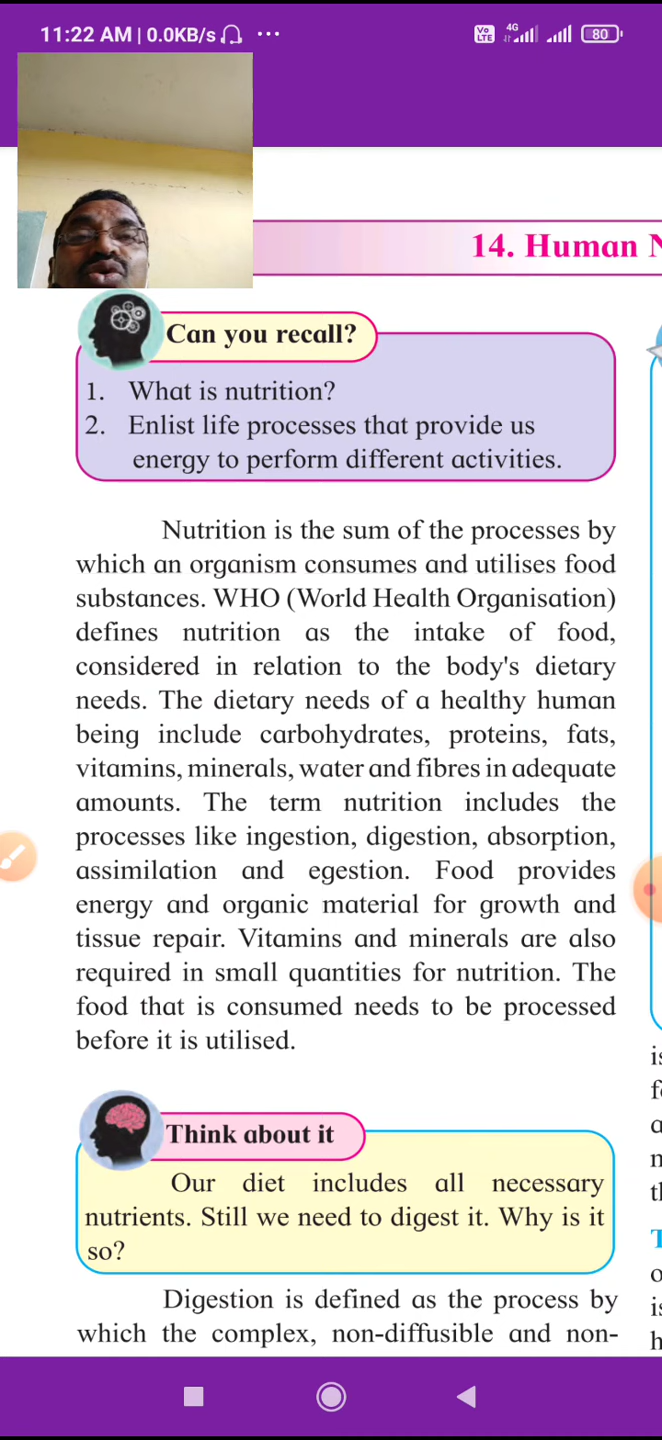 11:22 AM | 0.0KB/s
Vo LTE 4G 80
14. Human N
Can you recall?
1. What is nutrition?
2. Enlist life processes that provide us
energy to perform different activities.
Nutrition is the sum of the processes by
which an organism consumes and utilises food
substances. WHO (World Health Organisation)
defines nutrition as the intake of food,
considered in relation to the body's dietary
needs. The dietary needs of a healthy human
being include carbohydrates, proteins, fats,
vitamins, minerals, water and fibres in adequate
amounts. The term nutrition includes the
processes like ingestion, digestion, absorption,
assimilation and egestion. Food provides
energy and organic material for growth and
tissue repair. Vitamins and minerals are also
required in small quantities for nutrition. The
food that is consumed needs to be processed
before it is utilised.
Think about it
Our diet includes all necessary
nutrients. Still we need to digest it. Why is it
so?
Digestion is defined as the process by
which the complex, non-diffusible and non-